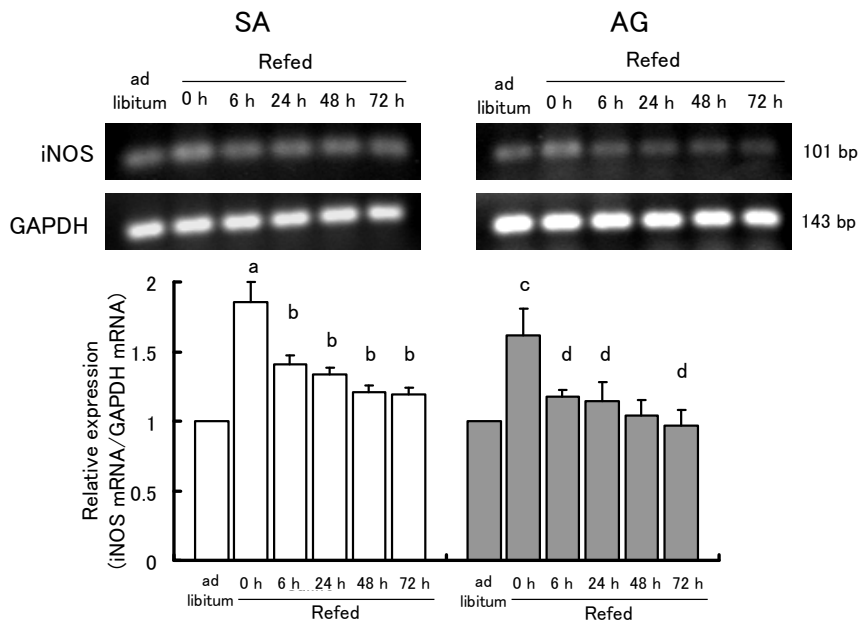 SA AG
Refed Refed
ad libitum 0 h 6 h 24 h 48 h 72 h ad libitum 0 h 6 h 24 h 48 h 72 h
iNOS 101 bp
GAPDH 143 bp
Relative expression
(iNOS mRNA/GAPDH mRNA)
2
1.5
1
0.5
0
a b b b b c d d d
ad libitum 0 h 6 h 24 h 48 h 72 h ad libitum 0 h 6 h 24 h 48 h 72 h
Refed Refed